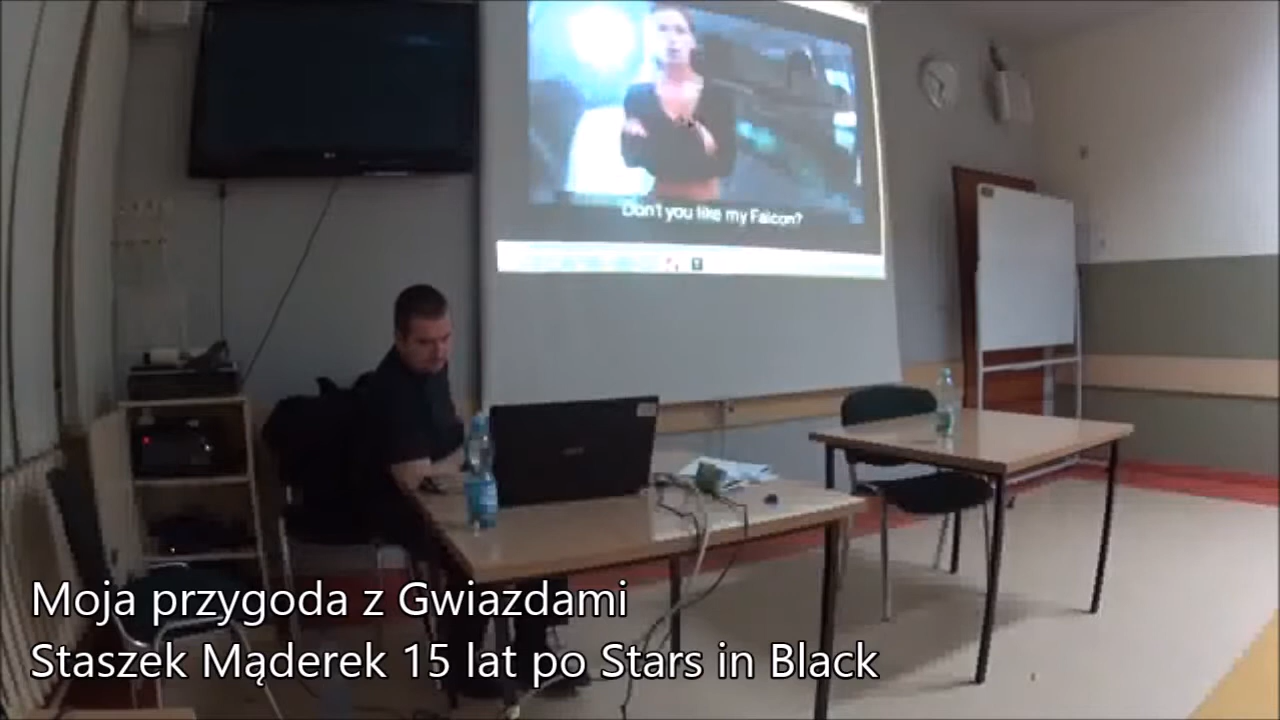 Don't you like my Falcon?
Moja przygoda z Gwiazdami
Staszek Mąderek 15 lat po Stars in Black